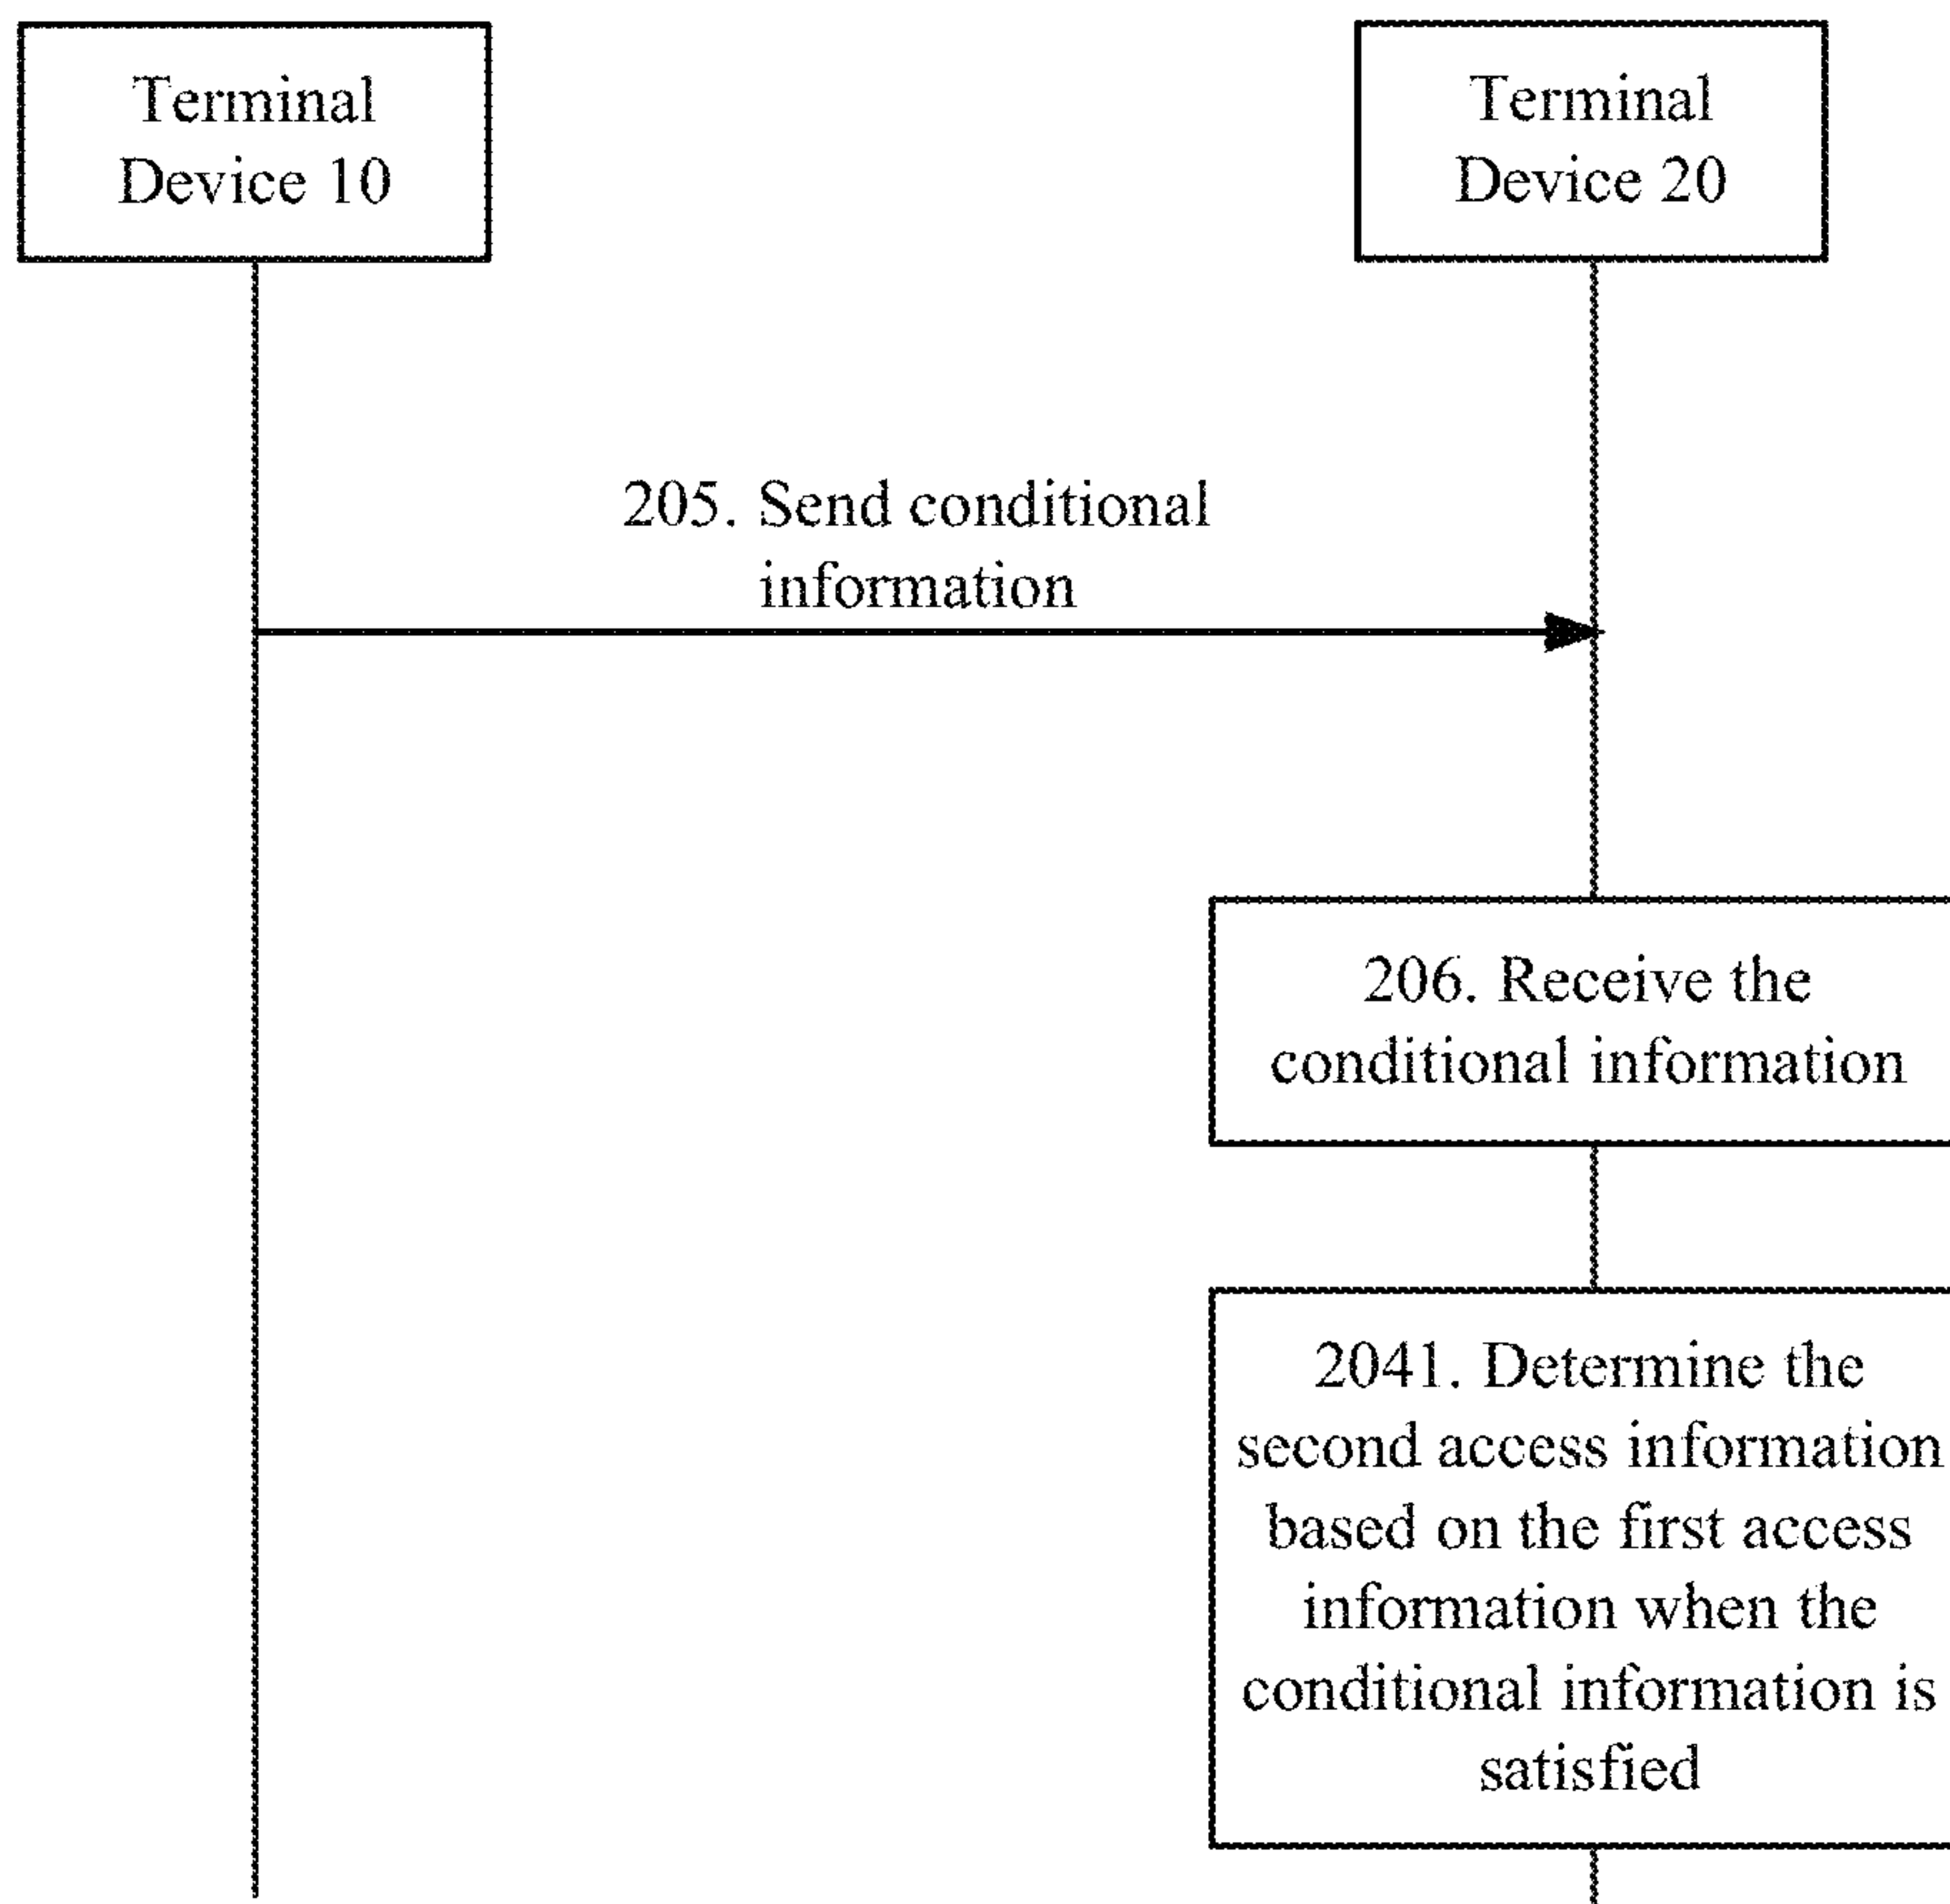 Terminal
Device 10
Terminal
Device 20
205. Send conditional
information
206. Receive the
conditional information
2041. Determine the
second access information
based on the first access
information when the
conditional information is
satisfied